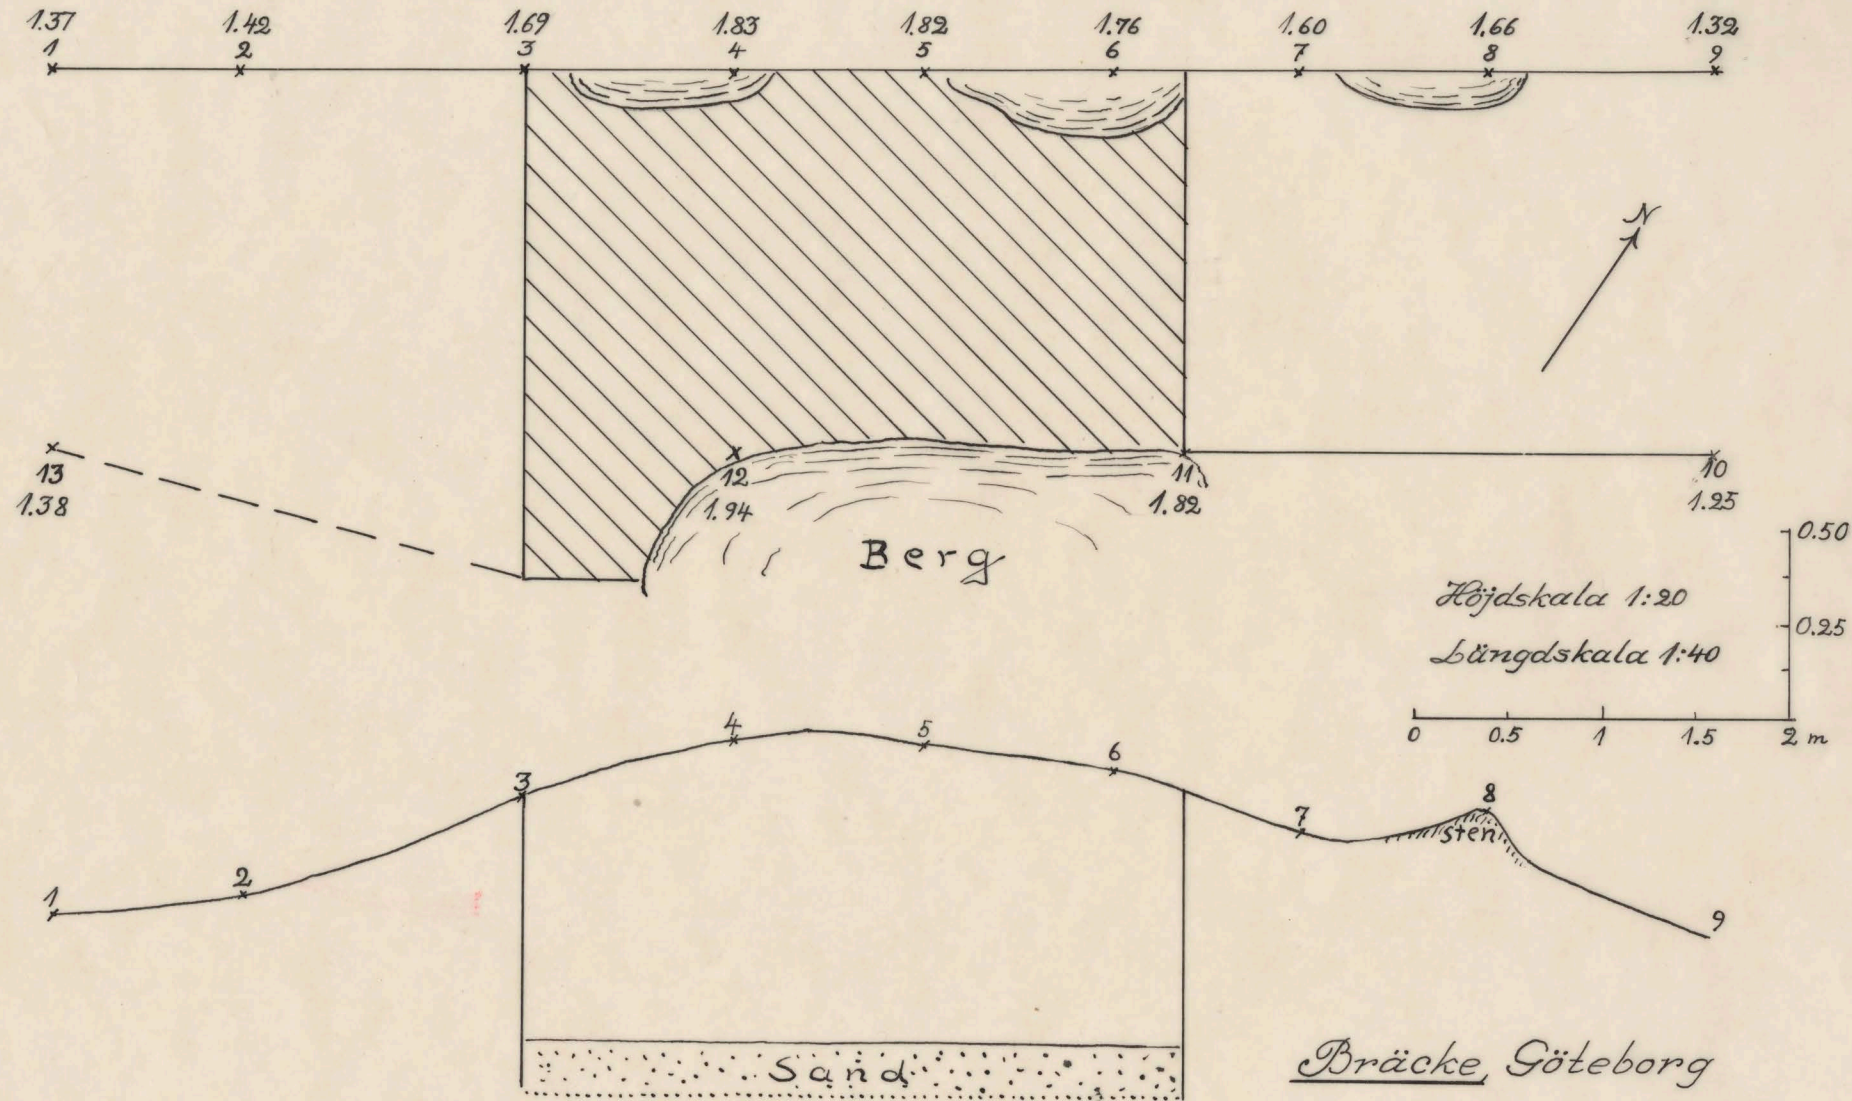 1.37 1.42 1.69 1.83 1.82 1.76 1.60 1.66 1.32
1 2 3 4 5 6 7 8 9
N
13 12 11 10
1.38 1.94 1.82 1.25
Berg
0.50
Höjdskala 1:20
0.25
Längdskala 1:40
0 0.5 1 1.5 2 m
1 2 3 4 5 6 7 8 9
sten
Sand
Bräcke, Göteborg